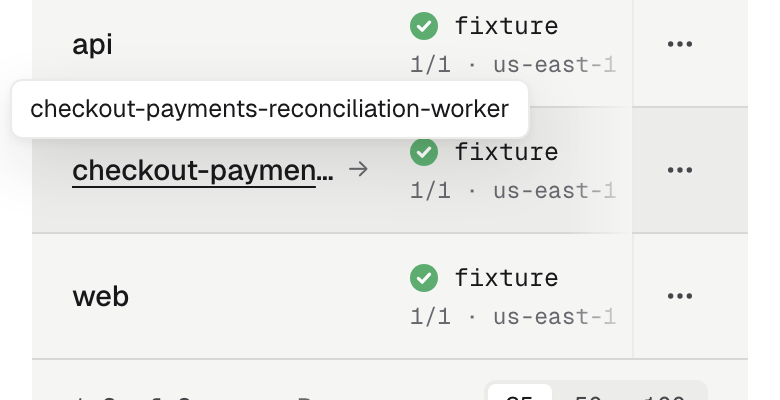 api
fixture
1/1 · us-east-1
checkout-payments-reconciliation-worker
checkout-paymen... →
fixture
1/1 · us-east-1
web
fixture
1/1 · us-east-1